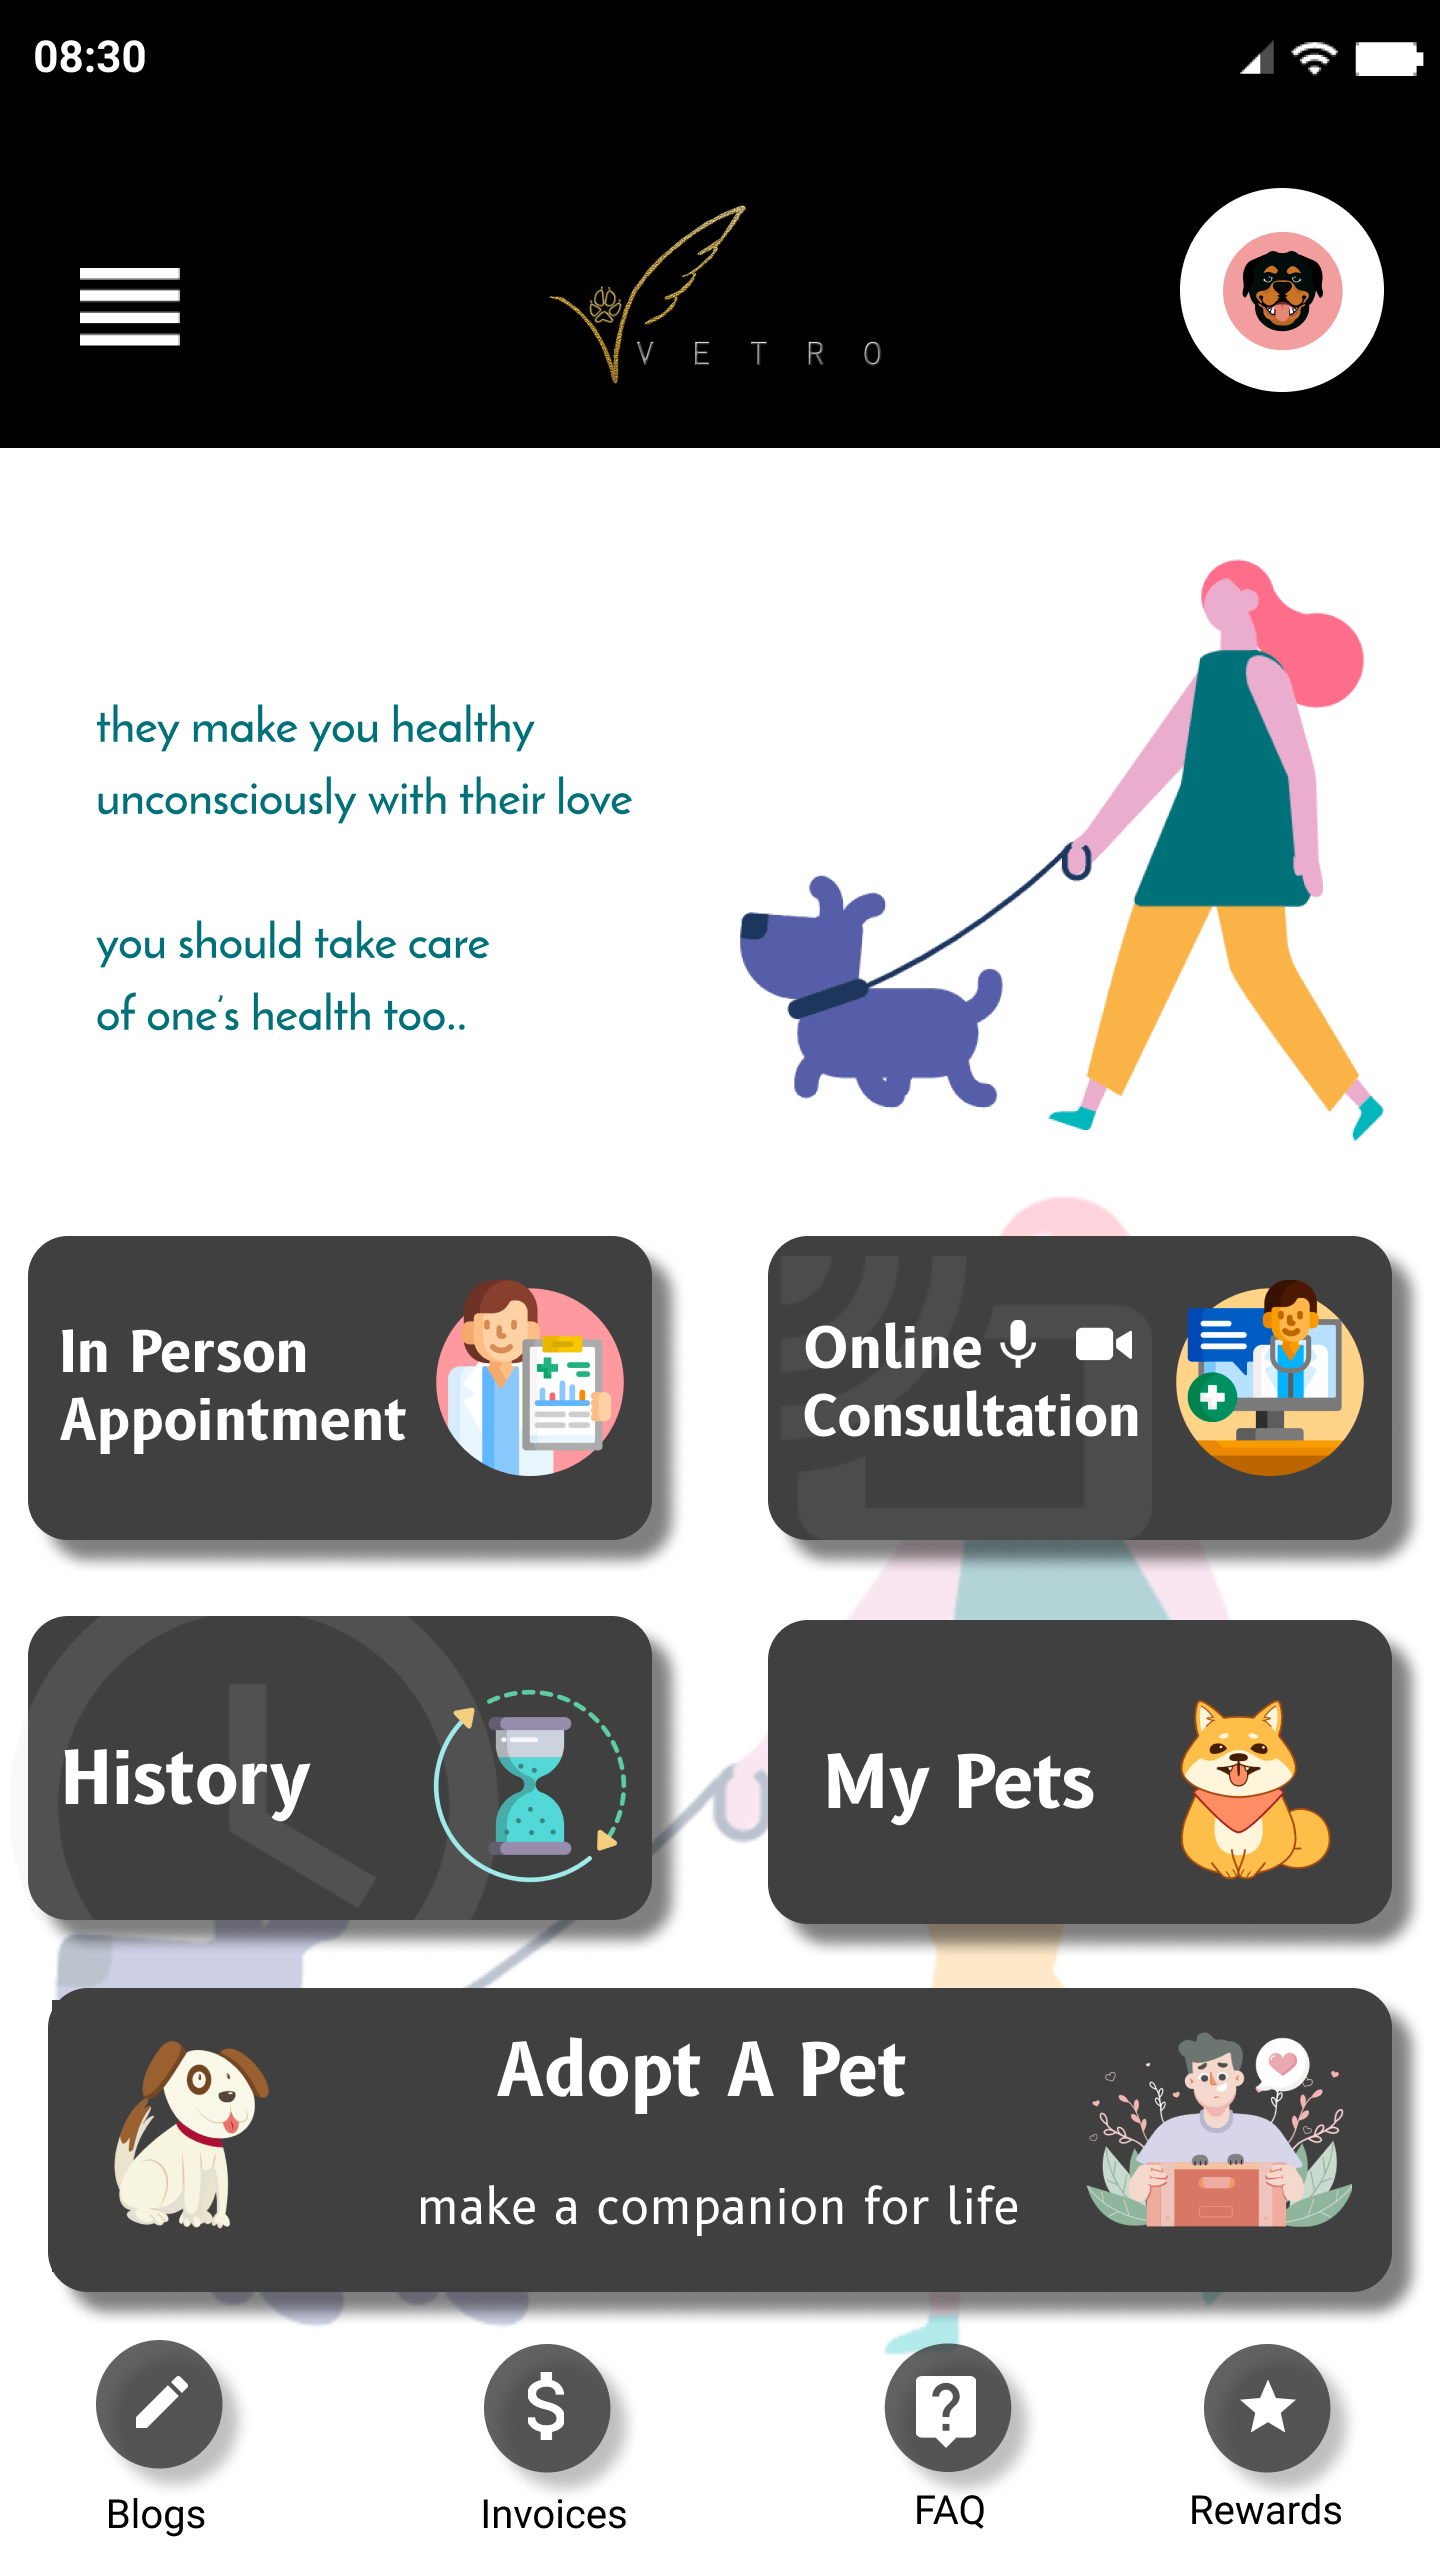 08:30
VETRO
they make you healthy
unconsciously with their love
you should take care
of one's health too..
In Person
Appointment
Online
Consultation
History
My Pets
Adopt A Pet
make a companion for life
Blogs
Invoices
FAQ
Rewards